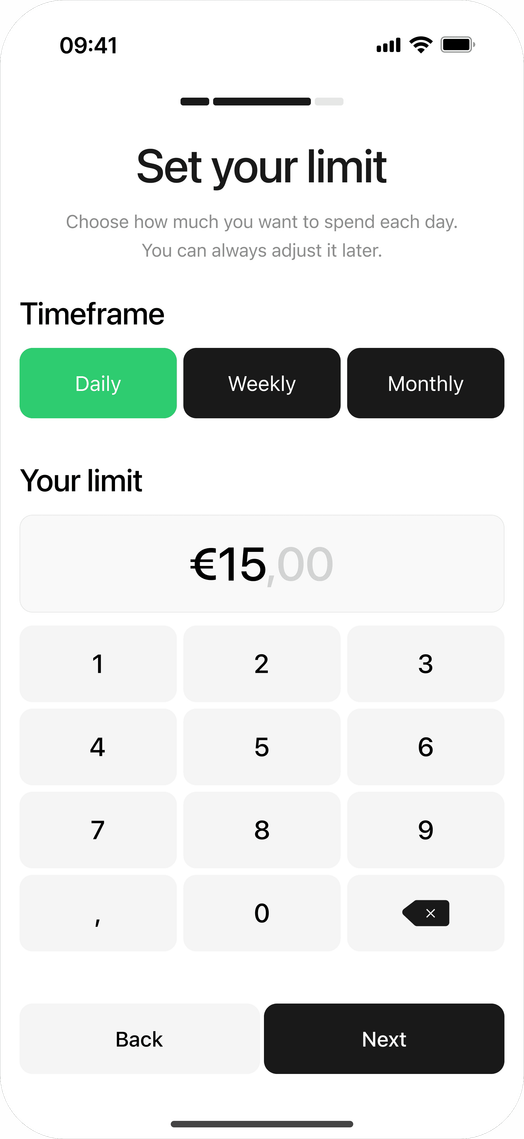 09:41
Set your limit
Choose how much you want to spend each day.
You can always adjust it later.
Timeframe
Daily Weekly Monthly
Your limit
€15,00
1 2 3
4 5 6
7 8 9
, 0
Back Next